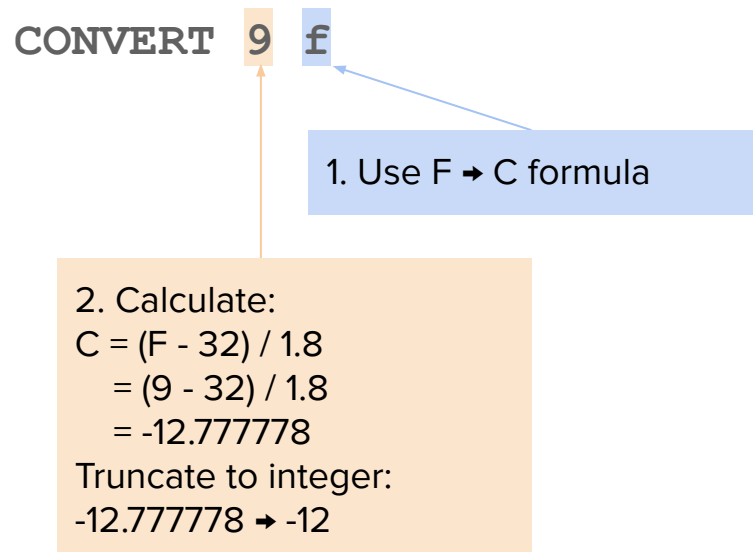 CONVERT 9 f
1. Use F → C formula
2. Calculate:
C = (F - 32) / 1.8
= (9 - 32) / 1.8
= -12.777778
Truncate to integer:
-12.777778 → -12